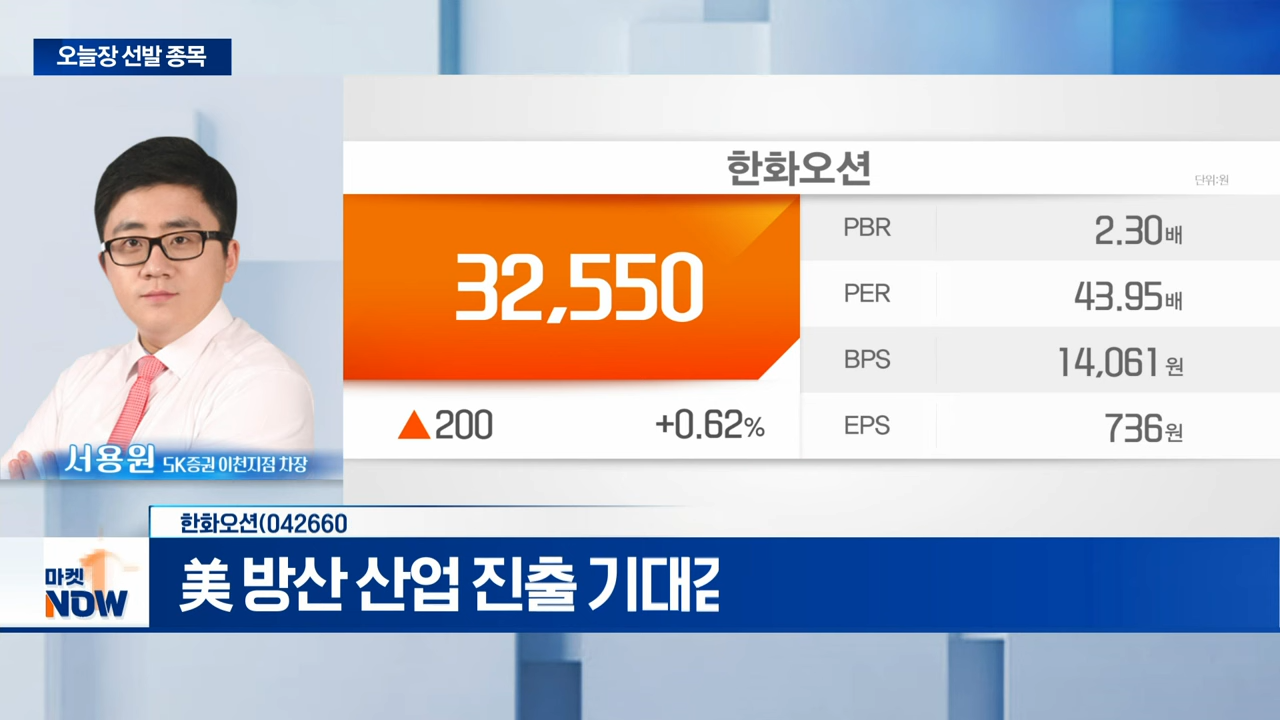 오늘장 선발 종목
한화오션
단위:원
32,550
▲200 +0.62%
PBR 2.30배
PER 43.95배
BPS 14,061원
EPS 736원
서용원 SK증권 이천지점 차장
한화오션(042660
마켓
NOW
美 방산 산업 진출 기대